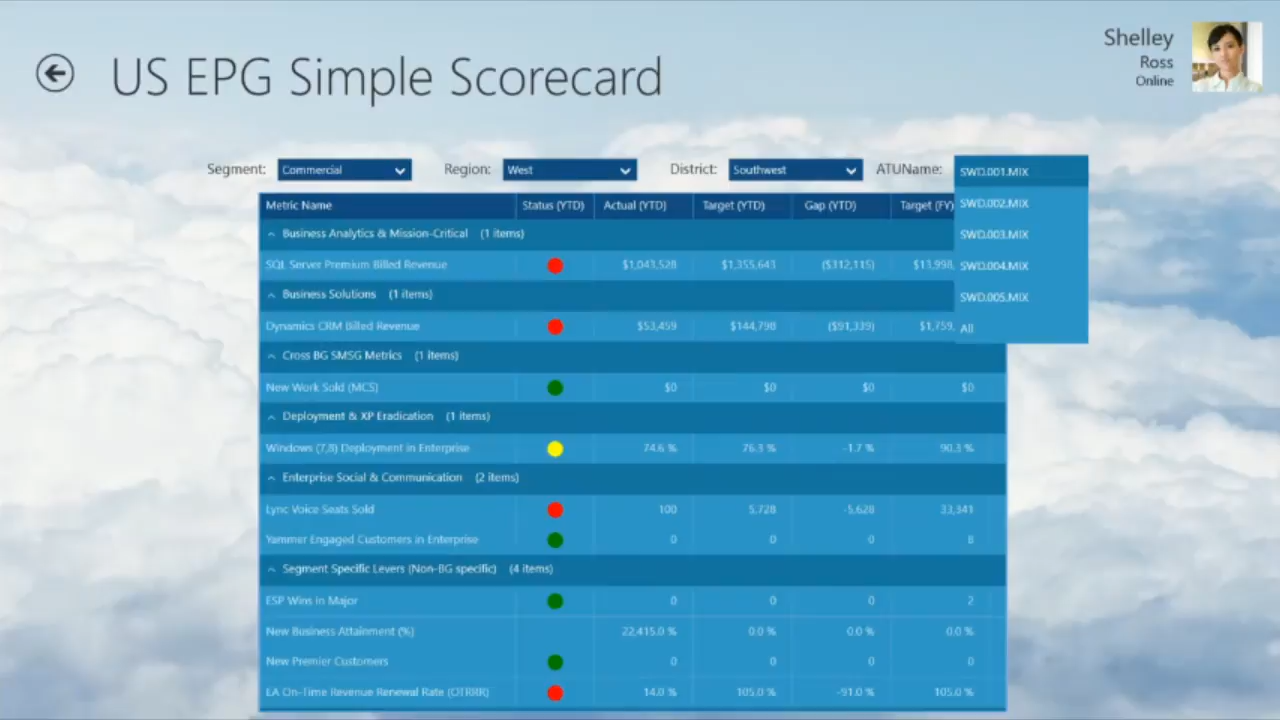 Shelley
Ross
Online
US EPG Simple Scorecard
Segment: Commercial Region: West District: Southwest ATUName: SWD.001.MIX
SWD.002.MIX
SWD.003.MIX
SWD.004.MIX
SWD.005.MIX
All
Metric Name Status (YTD) Actual (YTD) Target (YTD) Gap (YTD) Target (FY)
Business Analytics & Mission-Critical (1 items)
SQL Server Premium Billed Revenue $1,043,528 $1,355,643 ($312,115) $13,998,
Business Solutions (1 items)
Dynamics CRM Billed Revenue $53,459 $144,798 ($91,339) $1,759,
Cross BG SMSG Metrics (1 items)
New Work Sold (MCS) $0 $0 $0 $0
Deployment & XP Eradication (1 items)
Windows (7,8) Deployment in Enterprise 74.6 % 76.3 % -1.7 % 90.3 %
Enterprise Social & Communication (2 items)
Lync Voice Seats Sold 100 5,728 -5,628 33,341
Yammer Engaged Customers in Enterprise 0 0 0 8
Segment Specific Levers (Non-BG specific) (4 items)
ESP Wins in Major 0 0 0 2
New Business Attainment (%) 22,415.0 % 0.0 % 0.0 % 0.0 %
New Premier Customers 0 0 0 0
LA On-Time Revenue Renewal Rate (OTRRR) 14.0 % 105.0 % -91.0 % 105.0 %